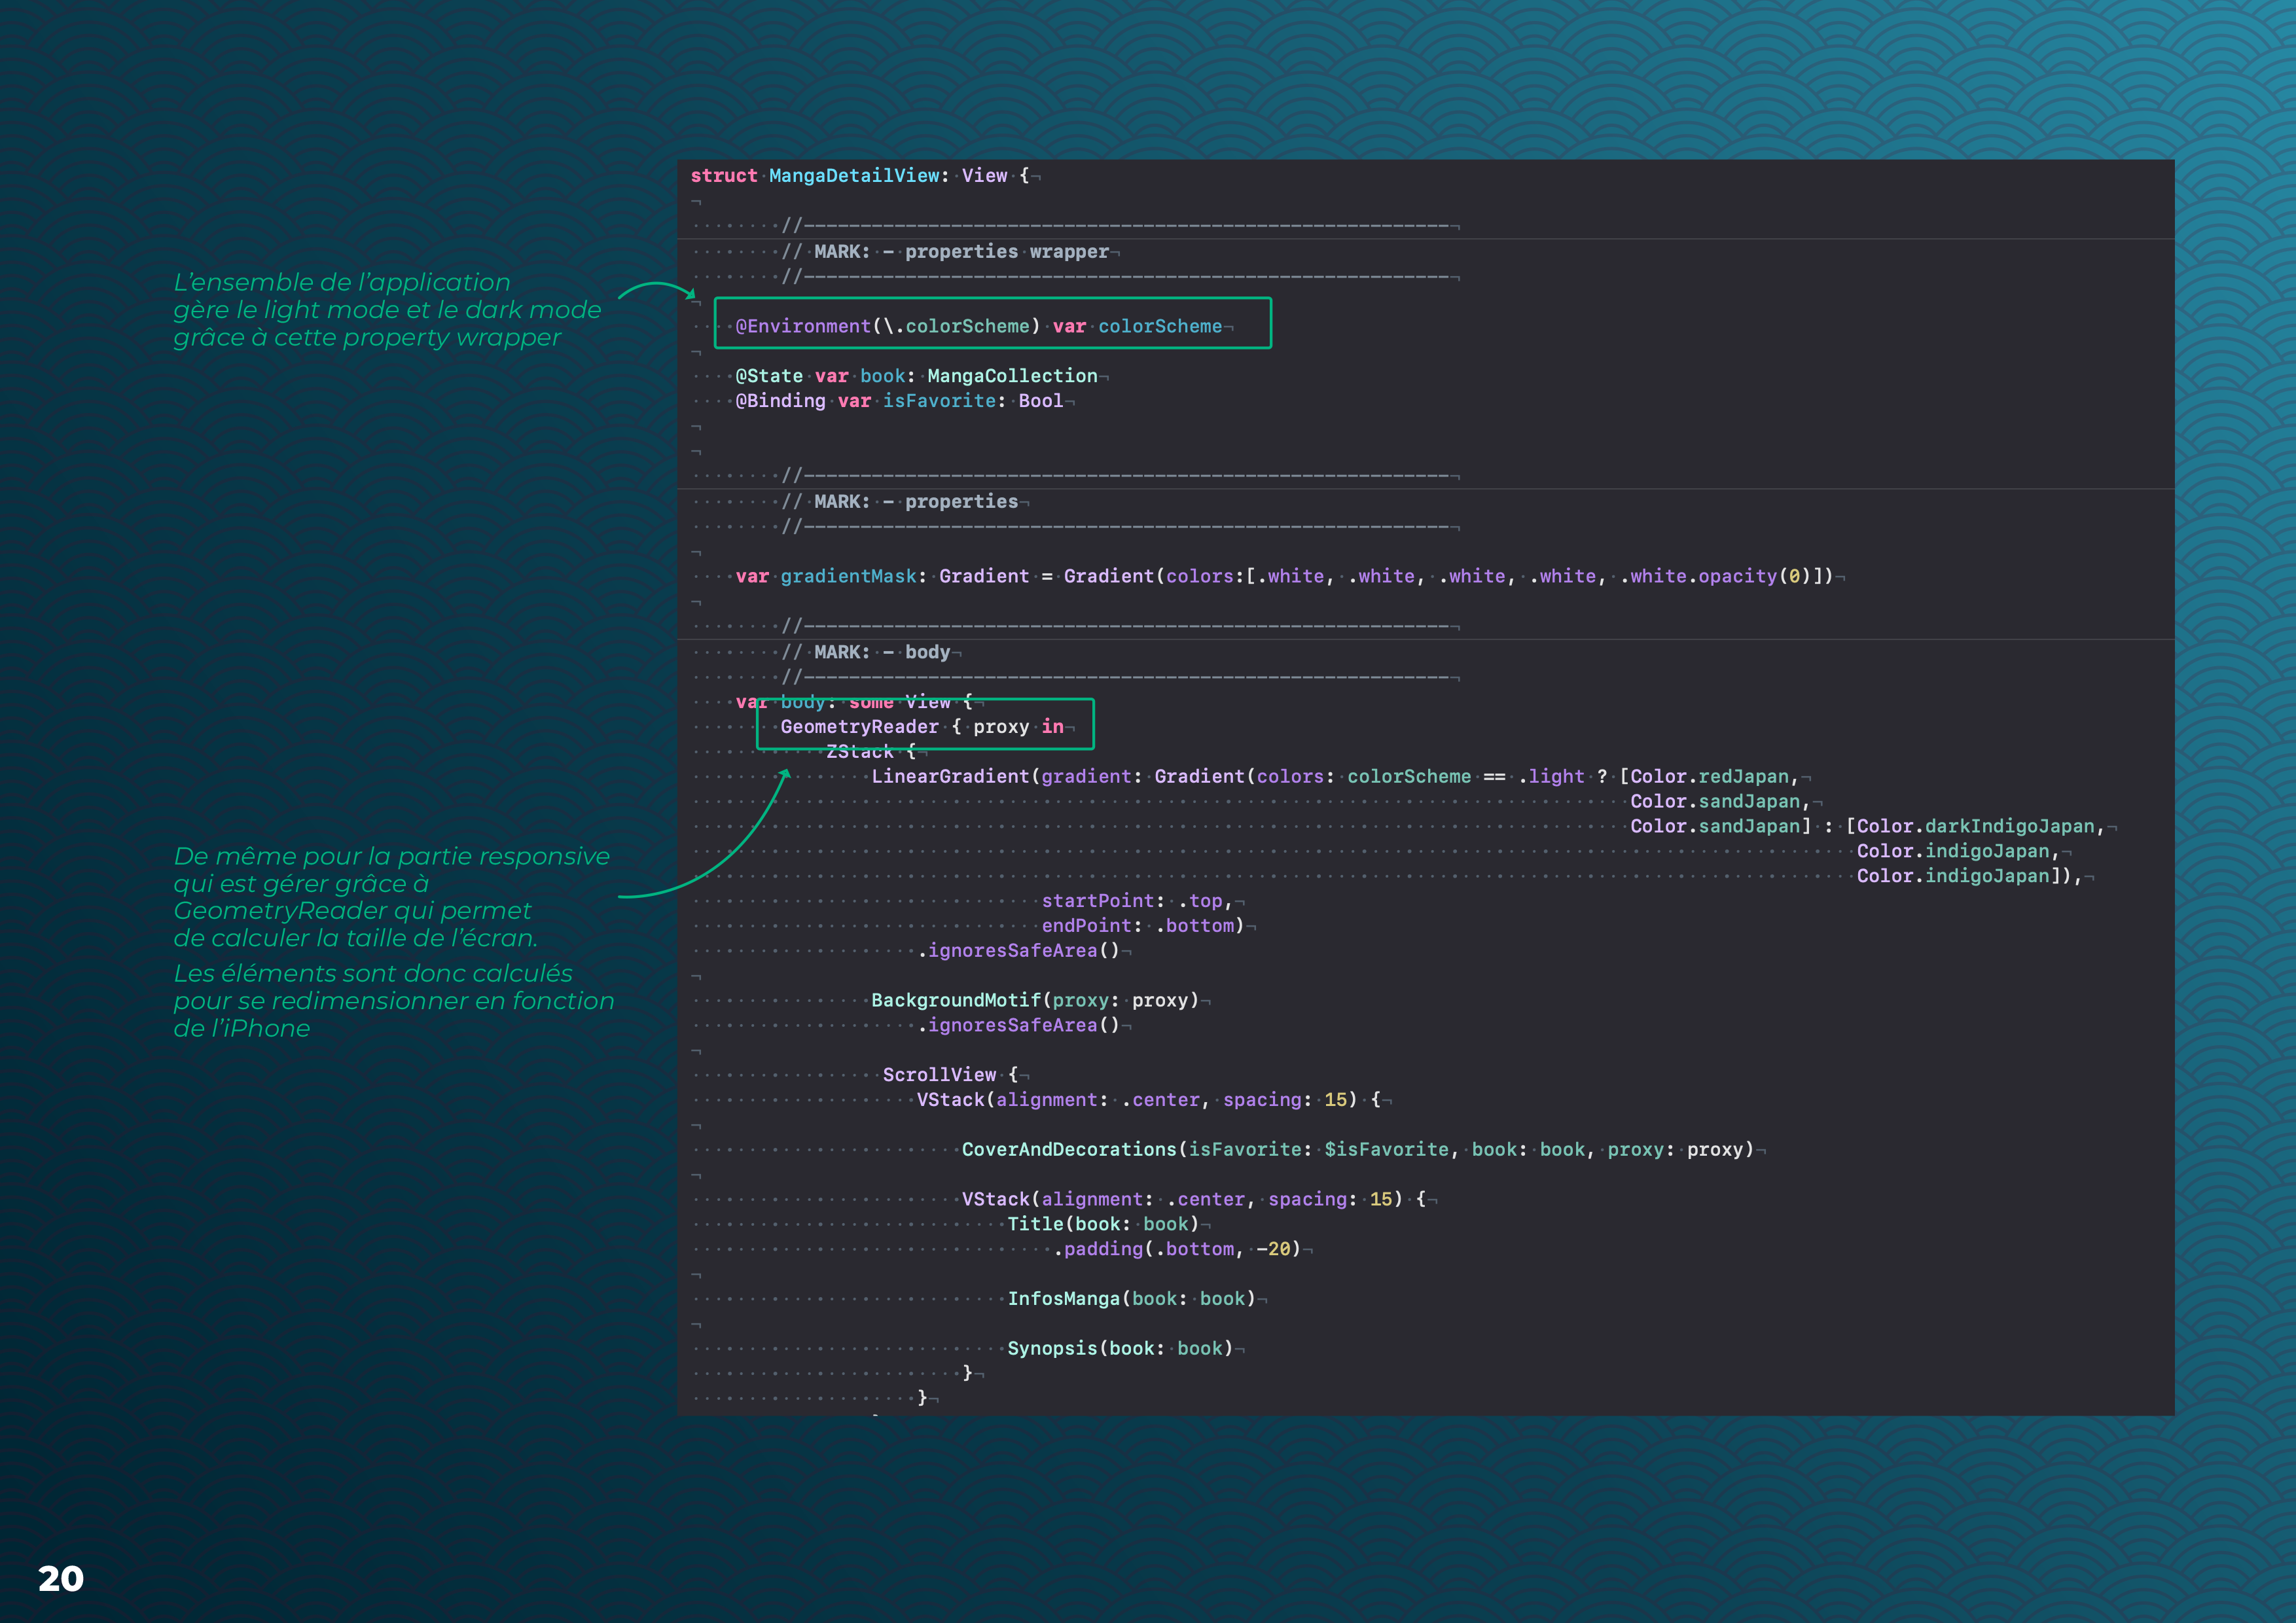 L'ensemble de l'application
gère le light mode et le dark mode
grâce à cette property wrapper
De même pour la partie responsive
qui est gérer grâce à
GeometryReader qui permet
de calculer la taille de l'écran.
Les éléments sont donc calculés
pour se redimensionner en fonction
de l'iPhone
struct MangaDetailView: View {
//---------------------------------------------------------
// MARK: - properties wrapper
//---------------------------------------------------------
@Environment(\.colorScheme) var colorScheme
@State var book: MangaCollection
@Binding var isFavorite: Bool
//---------------------------------------------------------
// MARK: - properties
//---------------------------------------------------------
var gradientMask: Gradient = Gradient(colors:[.white, .white, .white, .white, .white.opacity(0)])
//---------------------------------------------------------
// MARK: - body
//---------------------------------------------------------
var body: some View {
GeometryReader { proxy in
ZStack {
LinearGradient(gradient: Gradient(colors: colorScheme == .light ? [Color.redJapan,
Color.sandJapan,
Color.sandJapan] : [Color.darkIndigoJapan,
Color.indigoJapan,
Color.indigoJapan]),
startPoint: .top,
endPoint: .bottom)
.ignoresSafeArea()
BackgroundMotif(proxy: proxy)
.ignoresSafeArea()
ScrollView {
VStack(alignment: .center, spacing: 15) {
CoverAndDecorations(isFavorite: $isFavorite, book: book, proxy: proxy)
VStack(alignment: .center, spacing: 15) {
Title(book: book)
.padding(.bottom, -20)
InfosManga(book: book)
Synopsis(book: book)
}
}
20